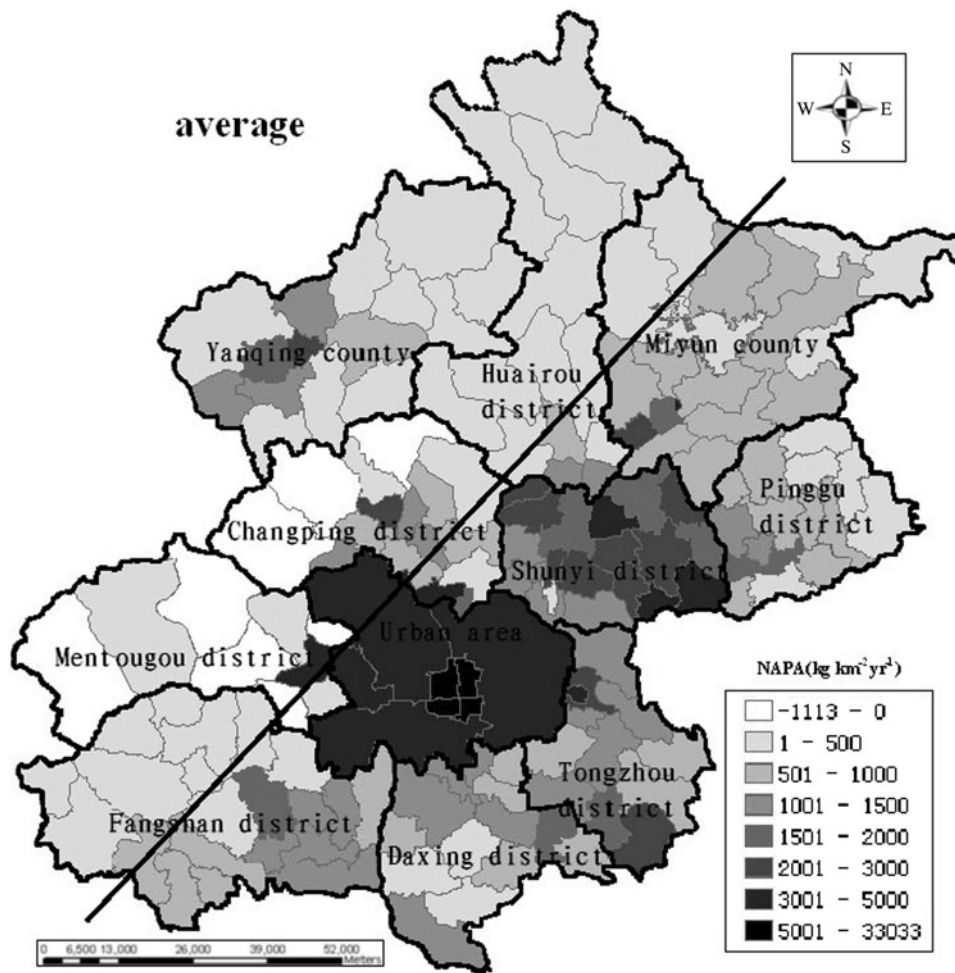 average
N
W E
S
Yanqing county
Huairou
district
Miyun county
Changping district
Pinggu
district
Shunyi district
Urban area
Mentougou district
Tongzhou
district
Fangshan district
Daxing district
NAPA(kg km⁻²yr⁻¹)
-1113 - 0
1 - 500
501 - 1000
1001 - 1500
1501 - 2000
2001 - 3000
3001 - 5000
5001 - 33033
0 6,500 13,000 26,000 39,000 52,000
Meters